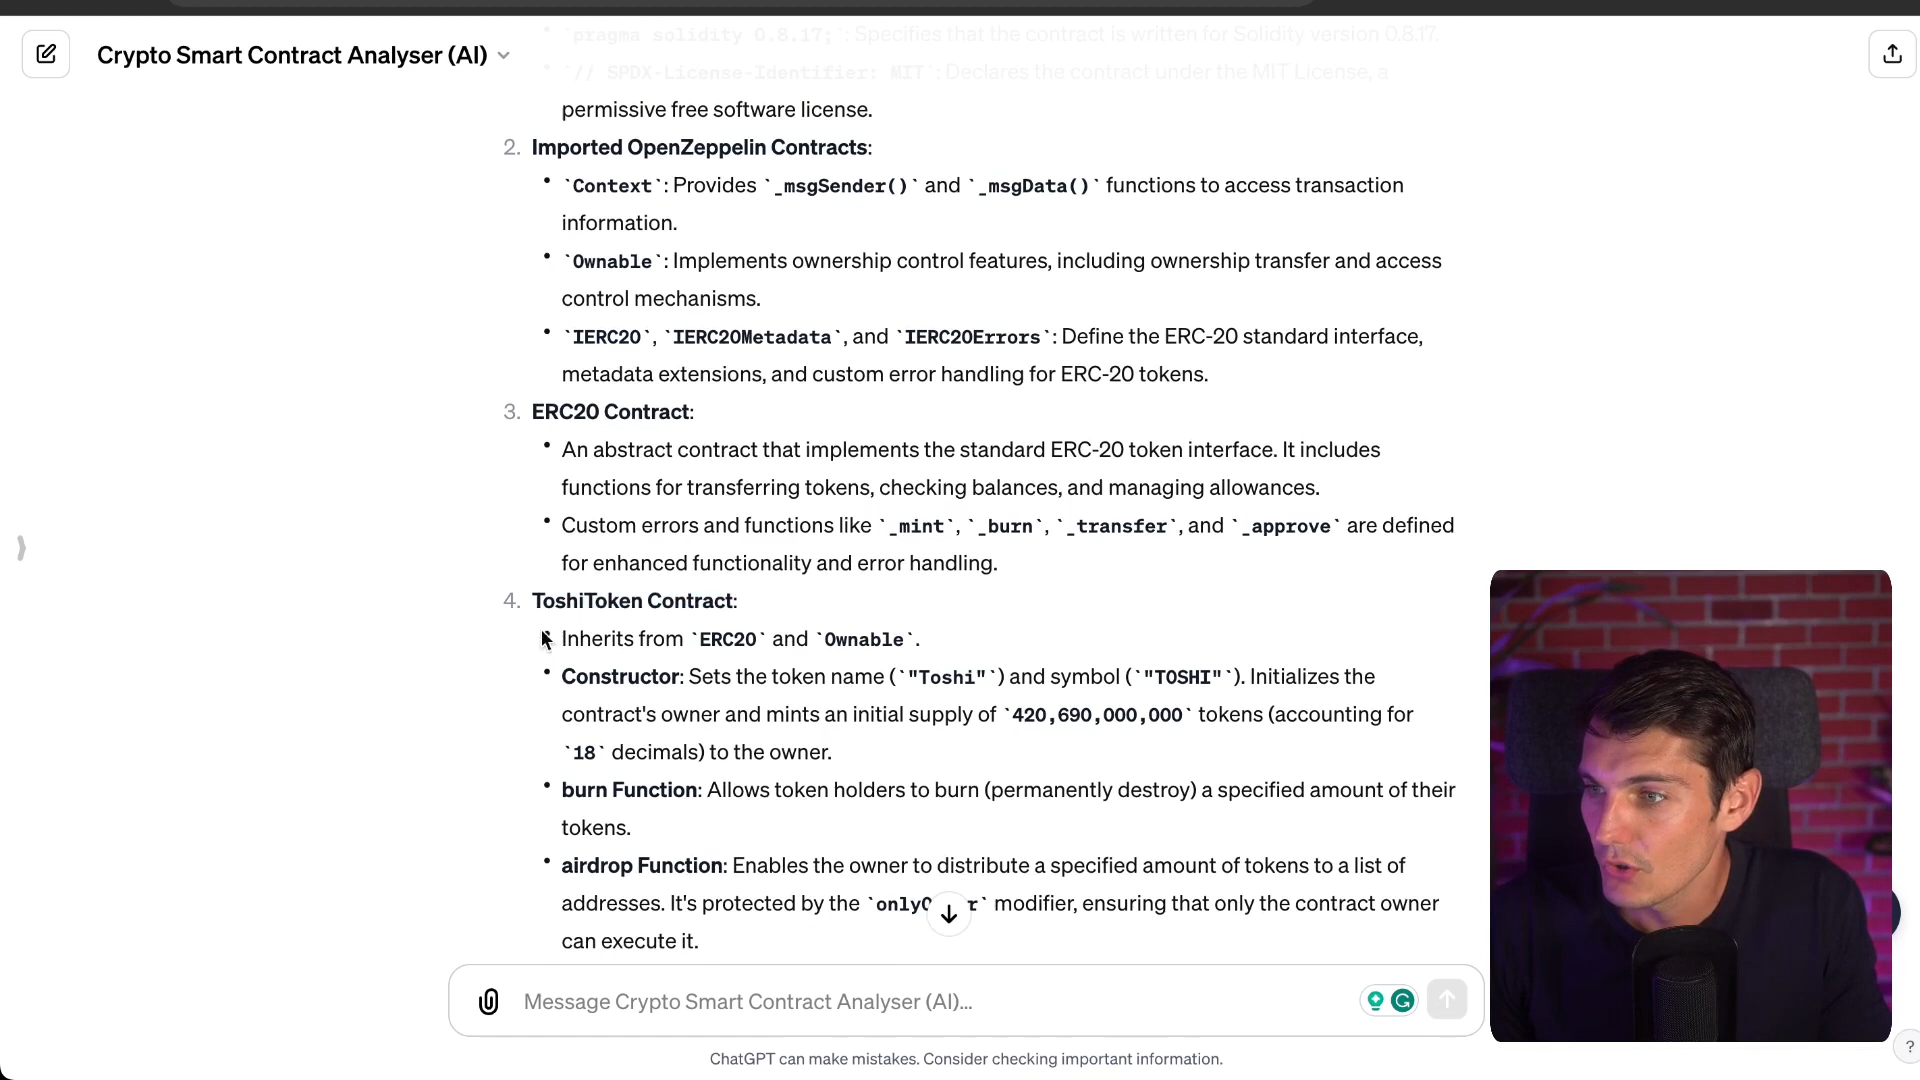 Crypto Smart Contract Analyser (AI)
• `pragma solidity 0.8.17;`: Specifies that the contract is written for Solidity version 0.8.17.
• `// SPDX-License-Identifier: MIT`: Declares the contract under the MIT License, a
permissive free software license.
2. Imported OpenZeppelin Contracts:
• `Context`: Provides `_msgSender()` and `_msgData()` functions to access transaction
information.
• `Ownable`: Implements ownership control features, including ownership transfer and access
control mechanisms.
• `IERC20`, `IERC20Metadata`, and `IERC20Errors`: Define the ERC-20 standard interface,
metadata extensions, and custom error handling for ERC-20 tokens.
3. ERC20 Contract:
• An abstract contract that implements the standard ERC-20 token interface. It includes
functions for transferring tokens, checking balances, and managing allowances.
• Custom errors and functions like `_mint`, `_burn`, `_transfer`, and `_approve` are defined
for enhanced functionality and error handling.
4. ToshiToken Contract:
Inherits from `ERC20` and `Ownable`.
• Constructor: Sets the token name (`"Toshi"`) and symbol (`"TOSHI"`). Initializes the
contract's owner and mints an initial supply of `420,690,000,000` tokens (accounting for
`18` decimals) to the owner.
• burn Function: Allows token holders to burn (permanently destroy) a specified amount of their
tokens.
• airdrop Function: Enables the owner to distribute a specified amount of tokens to a list of
addresses. It's protected by the modifier, ensuring that only the contract owner
can execute it.
Message Crypto Smart Contract Analyser (AI)...
ChatGPT can make mistakes. Consider checking important information.
?